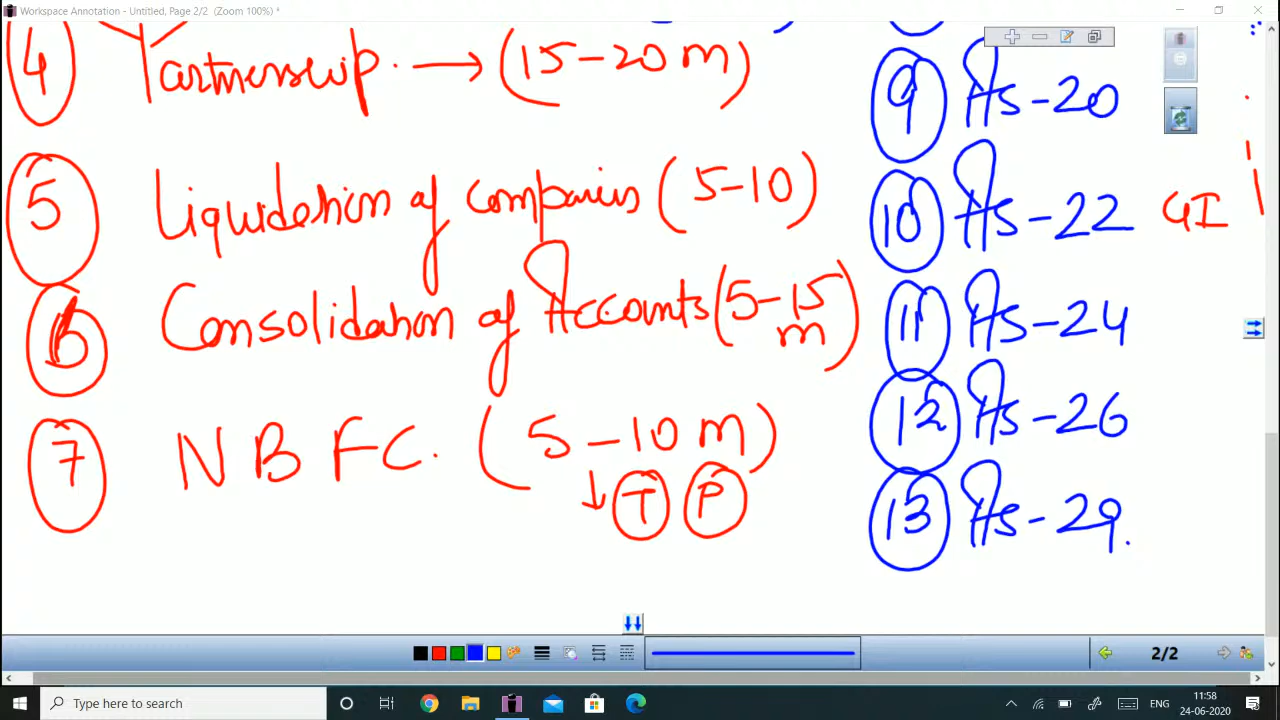 Workspace Annotation - Untitled, Page 2/2 (Zoom 100%) *
4 Partnership. → (15-20 m)
5 Liquidation of companies (5-10)
6 Consolidation of Accounts (5-15
m)
7 N B F C. (5-10 m)
↓ T P
9 As-20
10 As-22 GI
11 As-24
12 As-26
13 As-29.
2/2
Type here to search
ENG
11:58
24-06-2020